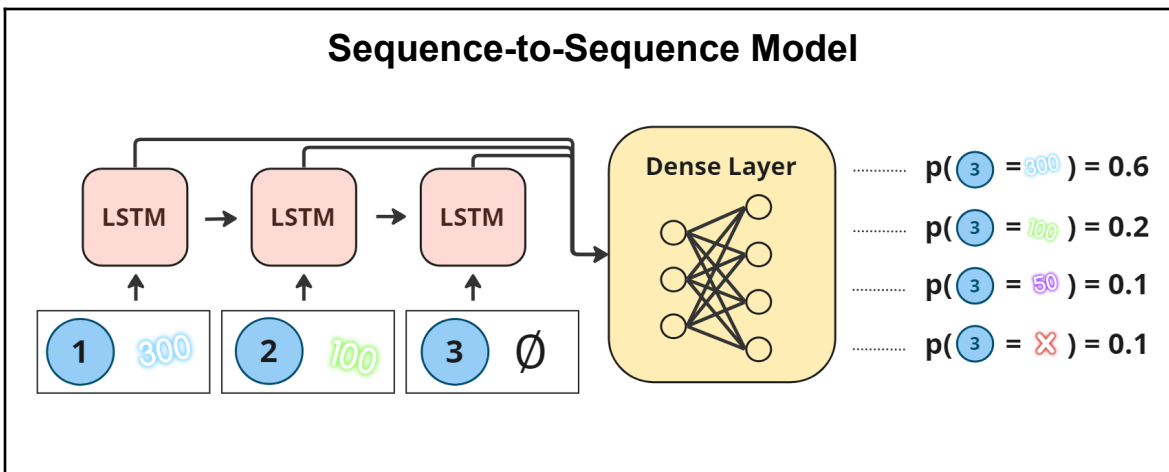 Sequence-to-Sequence Model
Dense Layer
LSTM
LSTM
LSTM
p( 3 = 300 ) = 0.6
p( 3 = 100 ) = 0.2
p( 3 = 50 ) = 0.1
p( 3 = X ) = 0.1
1 300
2 100
3 Ø